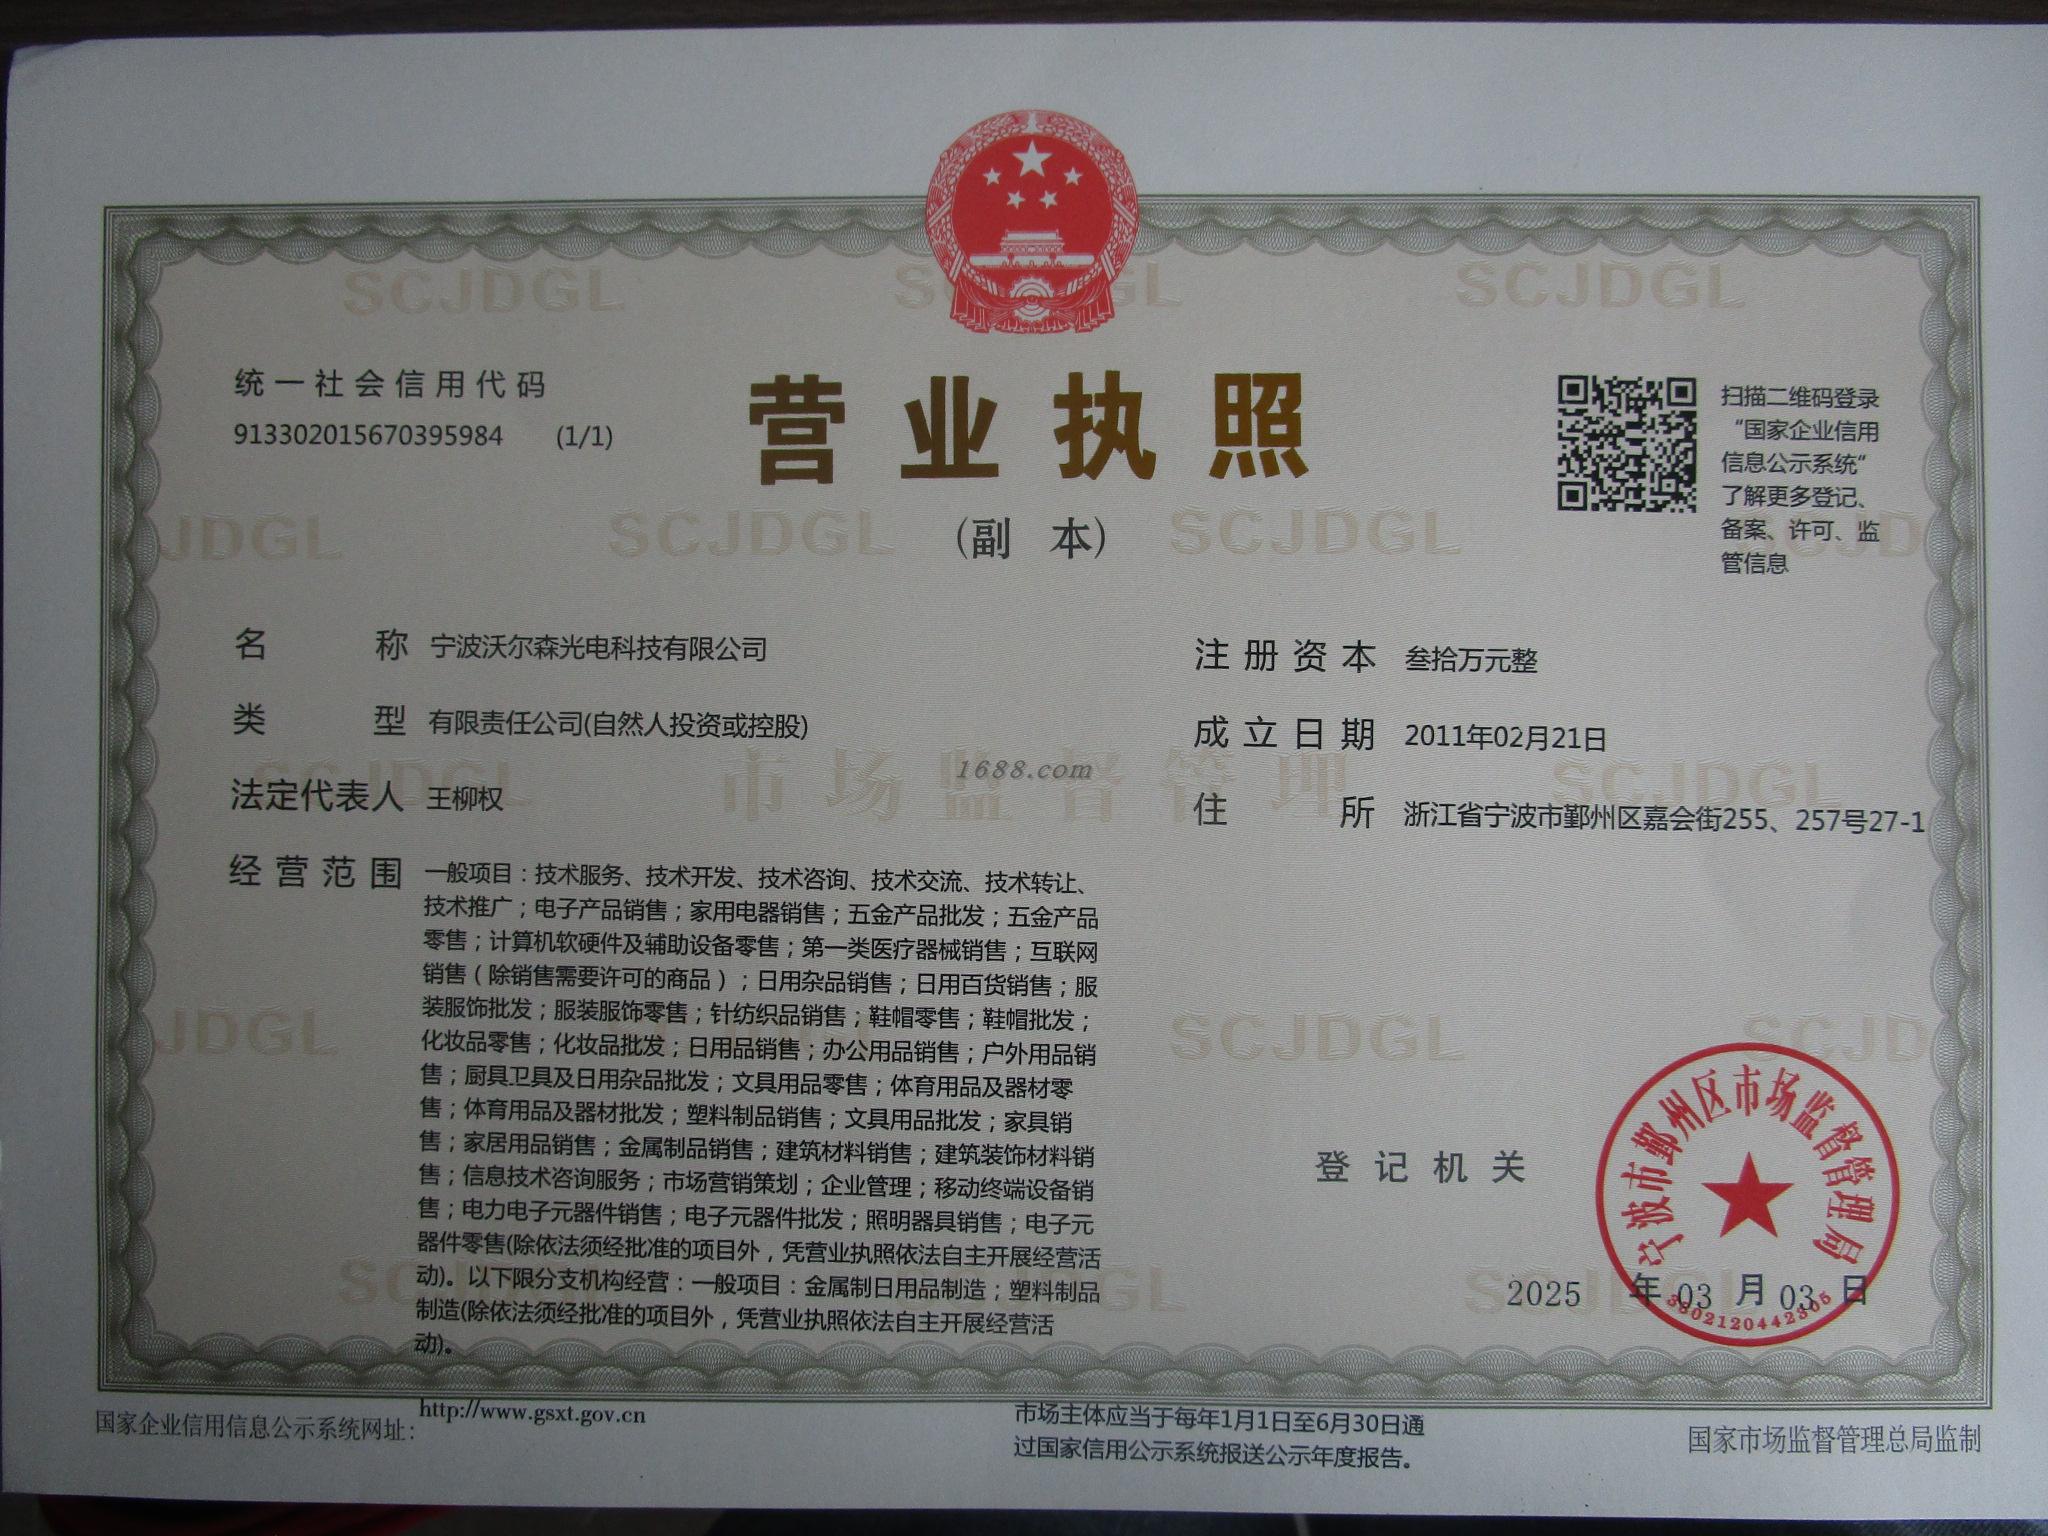 统一社会信用代码
913302015670395984 (1/1)
营业执照
(副 本)
扫描二维码登录
“国家企业信用
信息公示系统”
了解更多登记、
备案、许可、监
管信息
名 称 宁波沃尔森光电科技有限公司
类 型 有限责任公司(自然人投资或控股)
法定代表人 王柳权
经营范围 一般项目：技术服务、技术开发、技术咨询、技术交流、技术转让、
技术推广；电子产品销售；家用电器销售；五金产品批发；五金产品
零售；计算机软硬件及辅助设备零售；第一类医疗器械销售；互联网
销售（除销售需要许可的商品）；日用杂品销售；日用百货销售；服
装服饰批发；服装服饰零售；针纺织品销售；鞋帽零售；鞋帽批发；
化妆品零售；化妆品批发；日用品销售；办公用品销售；户外用品销
售；厨具卫具及日用杂品批发；文具用品零售；体育用品及器材零
售；体育用品及器材批发；塑料制品销售；文具用品批发；家具销
售；家居用品销售；金属制品销售；建筑材料销售；建筑装饰材料销
售；信息技术咨询服务；市场营销策划；企业管理；移动终端设备销
售；电力电子元器件销售；电子元器件批发；照明器具销售；电子元
器件零售(除依法须经批准的项目外，凭营业执照依法自主开展经营活
动)。以下限分支机构经营：一般项目：金属制日用品制造；塑料制品
制造(除依法须经批准的项目外，凭营业执照依法自主开展经营活
动)。
注册资本 叁拾万元整
成立日期 2011年02月21日
住 所 浙江省宁波市鄞州区嘉会街255、257号27-1
1688.com
市场监督管理
SCJDGL
登记机关
宁波市鄞州区市场监督管理局
2025 年 03 月 03 日
国家企业信用信息公示系统网址：http://www.gsxt.gov.cn
市场主体应当于每年1月1日至6月30日通
过国家信用公示系统报送公示年度报告。
国家市场监督管理总局监制